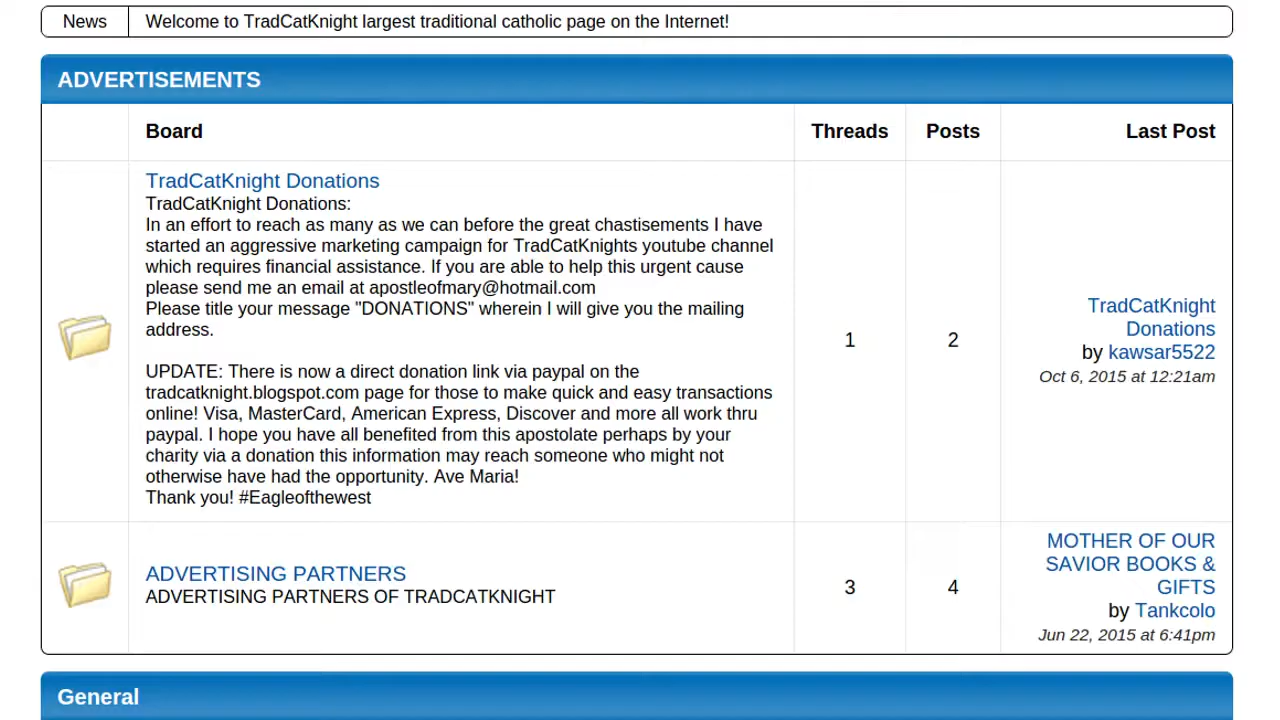 News Welcome to TradCatKnight largest traditional catholic page on the Internet!
ADVERTISEMENTS
Board Threads Posts Last Post
TradCatKnight Donations
TradCatKnight Donations:
In an effort to reach as many as we can before the great chastisements I have
started an aggressive marketing campaign for TradCatKnights youtube channel
which requires financial assistance. If you are able to help this urgent cause
please send me an email at apostleofmary@hotmail.com
Please title your message "DONATIONS" wherein I will give you the mailing
address.
UPDATE: There is now a direct donation link via paypal on the
tradcatknight.blogspot.com page for those to make quick and easy transactions
online! Visa, MasterCard, American Express, Discover and more all work thru
paypal. I hope you have all benefited from this apostolate perhaps by your
charity via a donation this information may reach someone who might not
otherwise have had the opportunity. Ave Maria!
Thank you! #Eagleofthewest
1
2
TradCatKnight
Donations
by kawsar5522
Oct 6, 2015 at 12:21am
ADVERTISING PARTNERS
ADVERTISING PARTNERS OF TRADCATKNIGHT
3
4
MOTHER OF OUR
SAVIOR BOOKS &
GIFTS
by Tankcolo
Jun 22, 2015 at 6:41pm
General